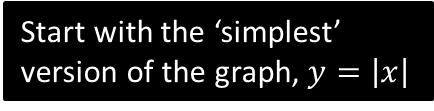 Start with the ‘simplest’
version of the graph, 𝑦 = |𝑥|